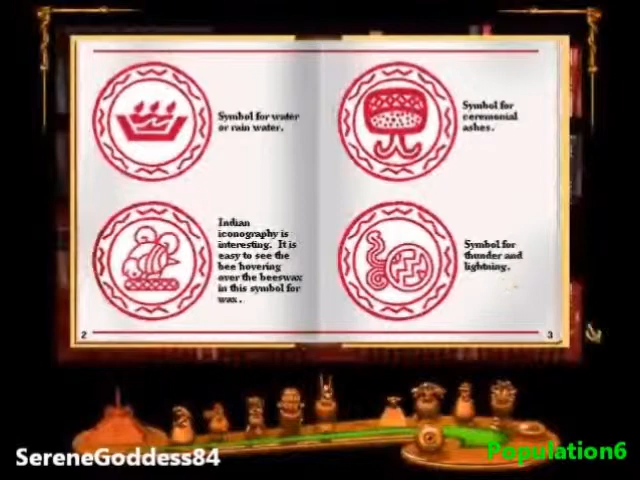 Symbol for water
or rain water.
Indian
iconography is
interesting. It is
easy to see the
bee hovering
over the beeswax
in this symbol for
wax.
2
Symbol for
ceremonial
ashes.
Symbol for
thunder and
lightning.
3
SereneGoddess84
Population6